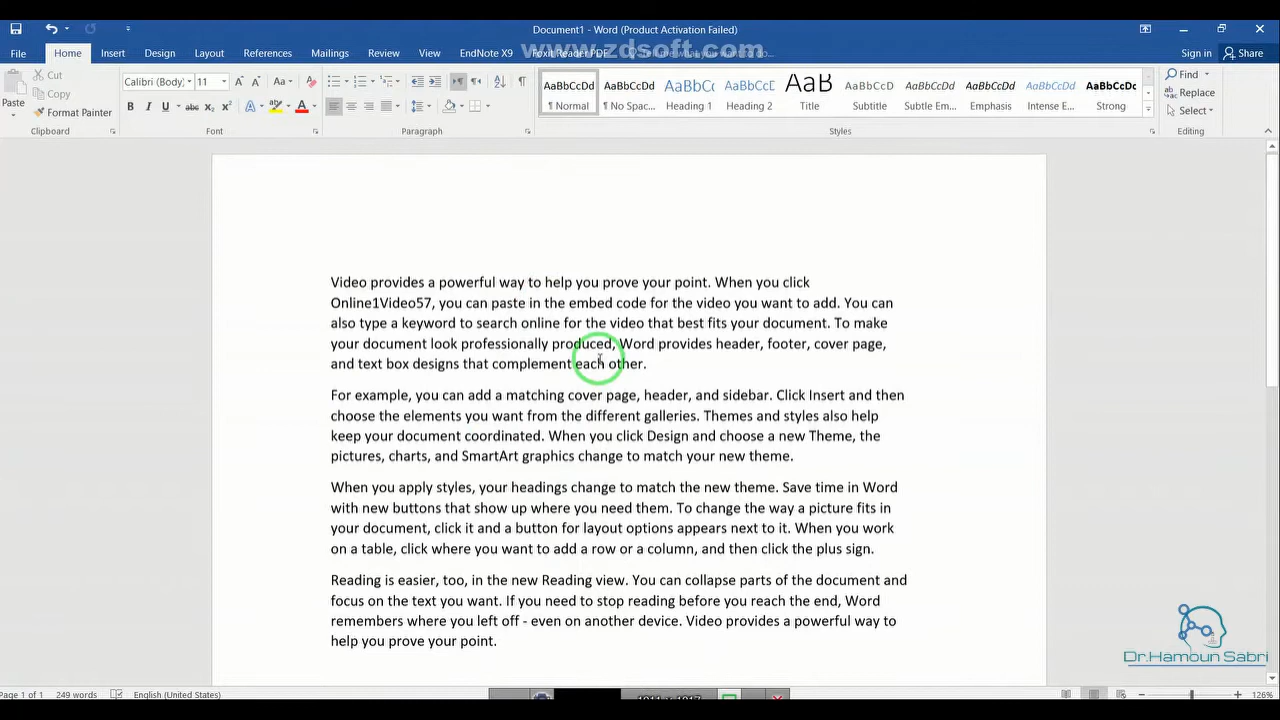 Document1 - Word (Product Activation Failed)
www.zdsoft.com
File Home Insert Design Layout References Mailings Review View EndNote X9 Foxit Reader PDF Tell me what you want to do... Sign in Share
Paste
Cut
Copy
Format Painter
Calibri (Body) 11
AaBbCcDd AaBbCcDd AaBbCc AaBbCcE AaB AaBbCcD AaBbCcDd AaBbCcDd AaBbCcDd AaBbCcDc
¶ Normal ¶ No Spac... Heading 1 Heading 2 Title Subtitle Subtle Em... Emphasis Intense E... Strong
Find
Replace
Select
Clipboard Font Paragraph Styles Editing
Video provides a powerful way to help you prove your point. When you click
Online1Video57, you can paste in the embed code for the video you want to add. You can
also type a keyword to search online for the video that best fits your document. To make
your document look professionally produced, Word provides header, footer, cover page,
and text box designs that complement each other.
For example, you can add a matching cover page, header, and sidebar. Click Insert and then
choose the elements you want from the different galleries. Themes and styles also help
keep your document coordinated. When you click Design and choose a new Theme, the
pictures, charts, and SmartArt graphics change to match your new theme.
When you apply styles, your headings change to match the new theme. Save time in Word
with new buttons that show up where you need them. To change the way a picture fits in
your document, click it and a button for layout options appears next to it. When you work
on a table, click where you want to add a row or a column, and then click the plus sign.
Reading is easier, too, in the new Reading view. You can collapse parts of the document and
focus on the text you want. If you need to stop reading before you reach the end, Word
remembers where you left off - even on another device. Video provides a powerful way to
help you prove your point.
Dr.Hamoun Sabri
Page 1 of 1 249 words English (United States) 126%